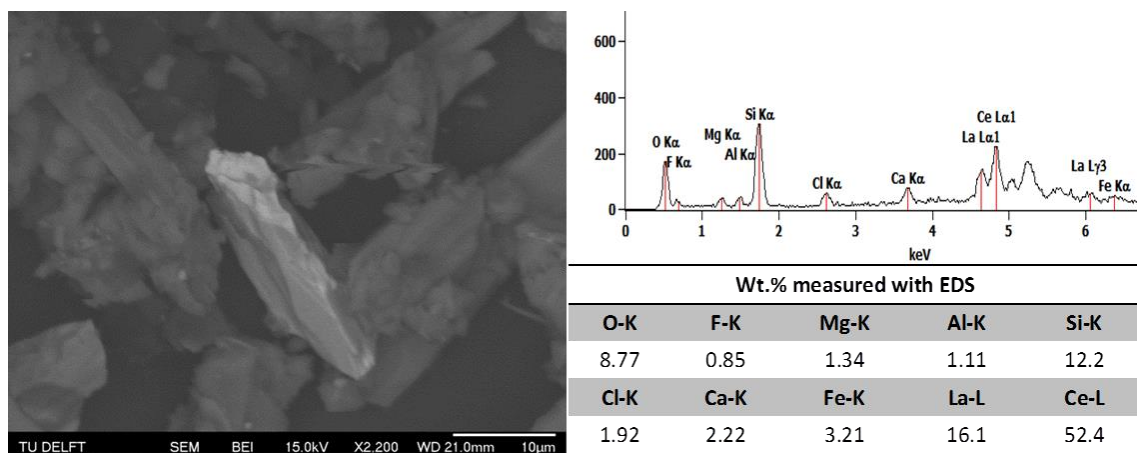 TU DELFT SEM BEI 15.0kV X2,200 WD 21.0mm 10μm
600
400
200
0
O Kα
F Kα
Mg Kα
Al Kα
Si Kα
Cl Kα
Ca Kα
La Lα1
Ce Lα1
La Lγ3
Fe Kα
0 1 2 3 4 5 6
keV
Wt.% measured with EDS
O-K F-K Mg-K Al-K Si-K
8.77 0.85 1.34 1.11 12.2
Cl-K Ca-K Fe-K La-L Ce-L
1.92 2.22 3.21 16.1 52.4